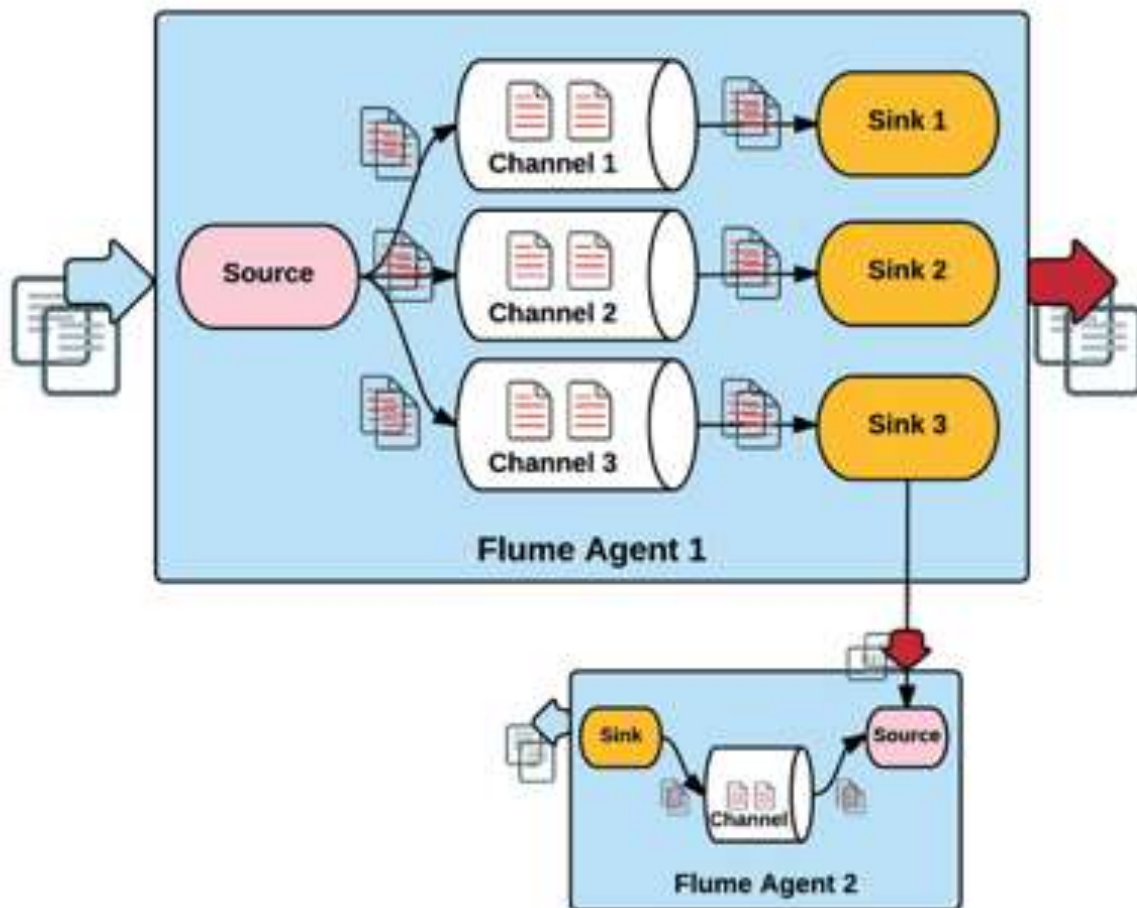 Channel 1
Sink 1
Source
Channel 2
Sink 2
Channel 3
Sink 3
Flume Agent 1
Sink
Source
Channel
Flume Agent 2